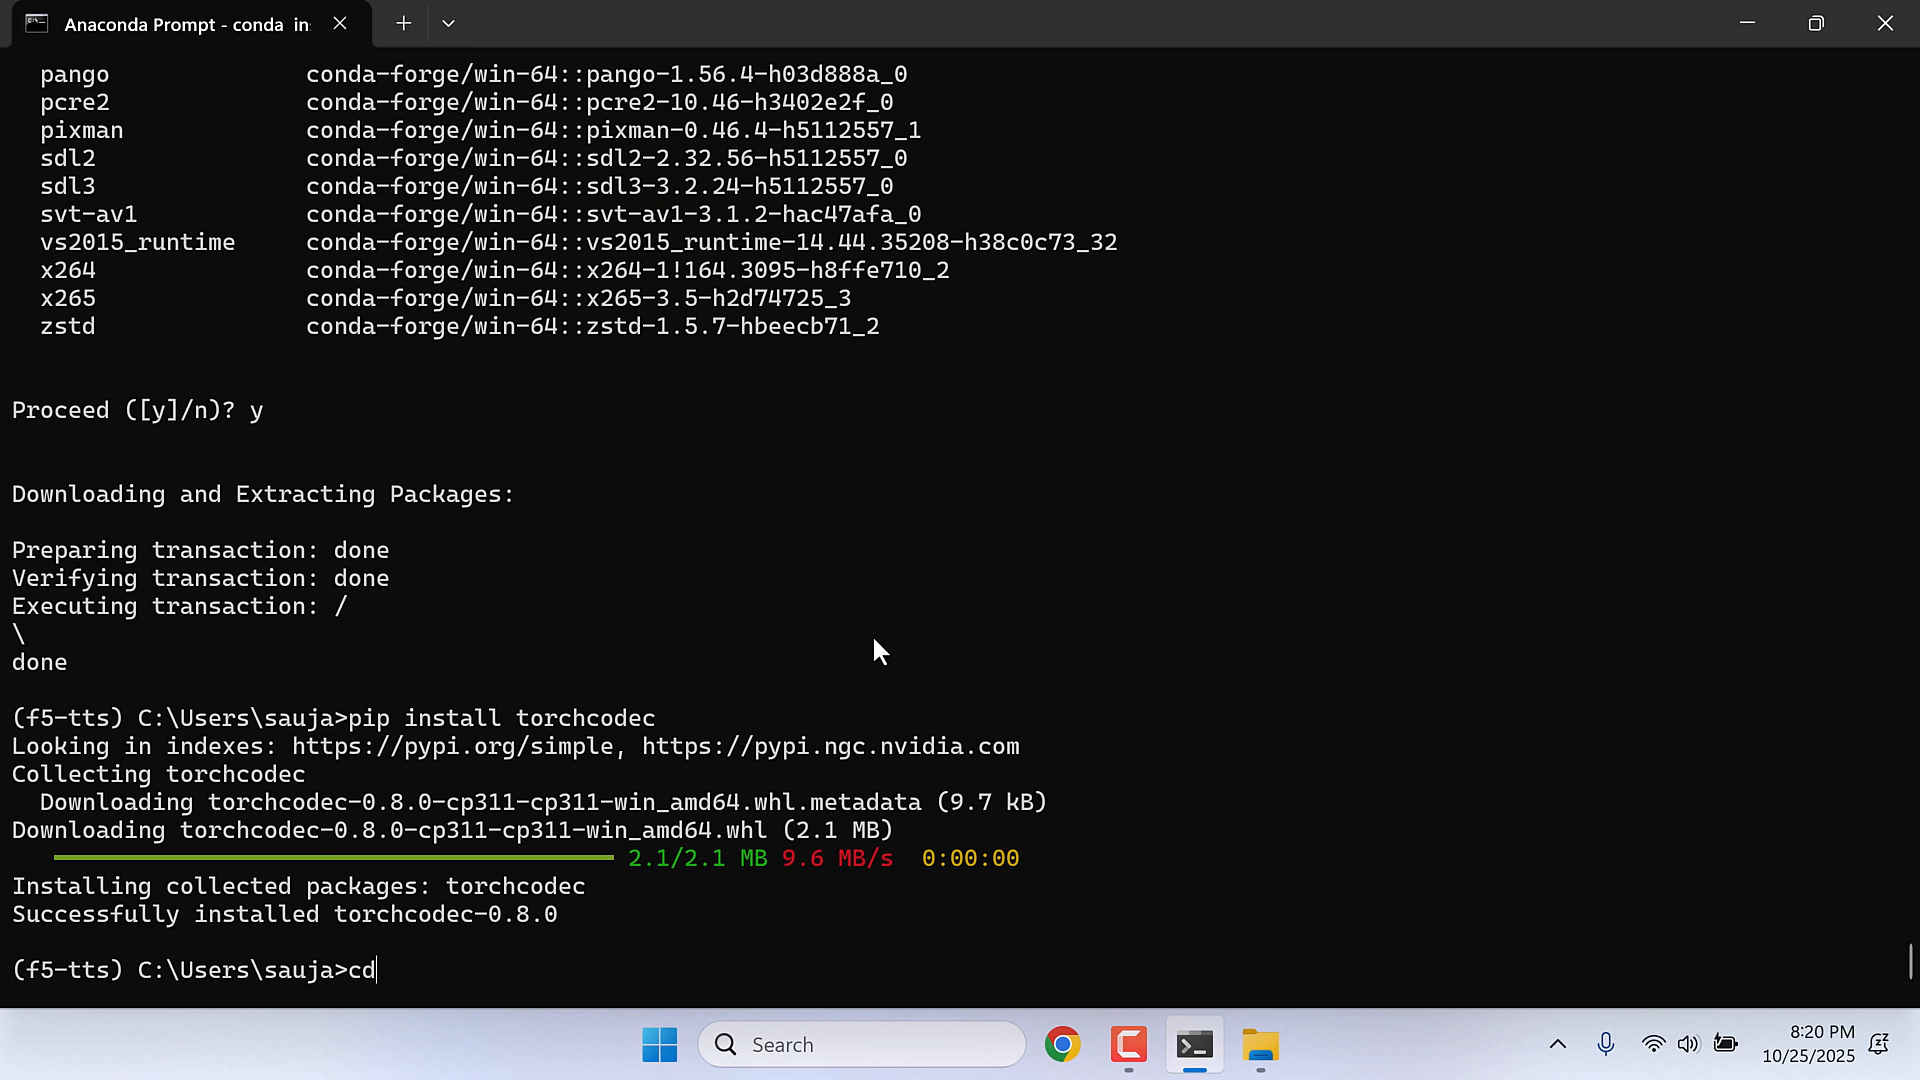 Anaconda Prompt - conda in
pango conda-forge/win-64::pango-1.56.4-h03d888a_0
pcre2 conda-forge/win-64::pcre2-10.46-h3402e2f_0
pixman conda-forge/win-64::pixman-0.46.4-h5112557_1
sdl2 conda-forge/win-64::sdl2-2.32.56-h5112557_0
sdl3 conda-forge/win-64::sdl3-3.2.24-h5112557_0
svt-av1 conda-forge/win-64::svt-av1-3.1.2-hac47afa_0
vs2015_runtime conda-forge/win-64::vs2015_runtime-14.44.35208-h38c0c73_32
x264 conda-forge/win-64::x264-1!164.3095-h8ffe710_2
x265 conda-forge/win-64::x265-3.5-h2d74725_3
zstd conda-forge/win-64::zstd-1.5.7-hbeecb71_2
Proceed ([y]/n)? y
Downloading and Extracting Packages:
Preparing transaction: done
Verifying transaction: done
Executing transaction: /
\
done
(f5-tts) C:\Users\sauja>pip install torchcodec
Looking in indexes: https://pypi.org/simple, https://pypi.ngc.nvidia.com
Collecting torchcodec
Downloading torchcodec-0.8.0-cp311-cp311-win_amd64.whl.metadata (9.7 kB)
Downloading torchcodec-0.8.0-cp311-cp311-win_amd64.whl (2.1 MB)
2.1/2.1 MB 9.6 MB/s 0:00:00
Installing collected packages: torchcodec
Successfully installed torchcodec-0.8.0
(f5-tts) C:\Users\sauja>cd
Search
8:20 PM
10/25/2025